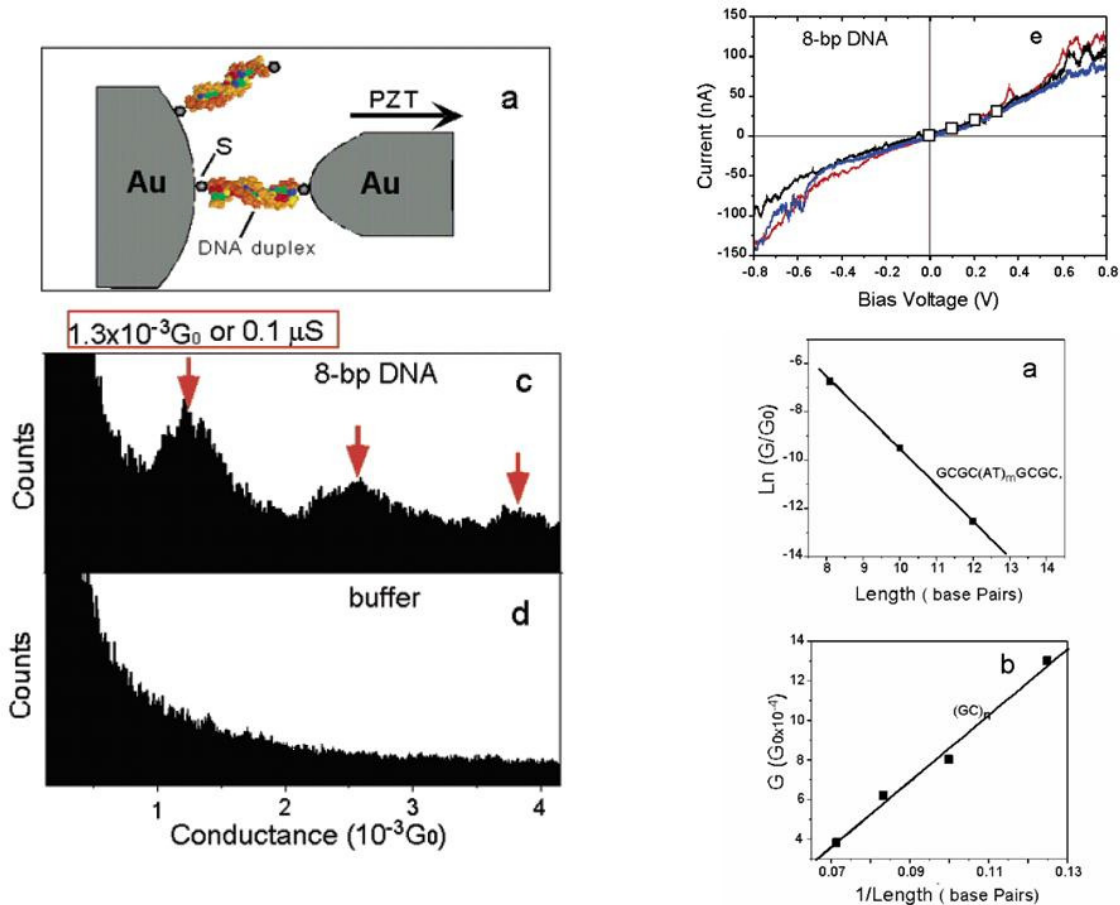 a
PZT
S
Au
Au
DNA duplex
1.3x10⁻³G₀ or 0.1 μS
8-bp DNA
c
Counts
buffer
d
Counts
1 2 3 4
Conductance (10⁻³G₀)
8-bp DNA
e
150
100
50
0
-50
-100
-150
Current (nA)
-0.8 -0.6 -0.4 -0.2 0.0 0.2 0.4 0.6 0.8
Bias Voltage (V)
a
-6
-8
-10
-12
-14
Ln (G/G₀)
GCGC(AT)ₘGCGC.
8 9 10 11 12 13 14
Length ( base Pairs)
b
14
12
10
8
6
4
G (G₀x10⁻⁴)
(GC)ₙ
0.07 0.09 0.11 0.13
1/Length ( base Pairs)